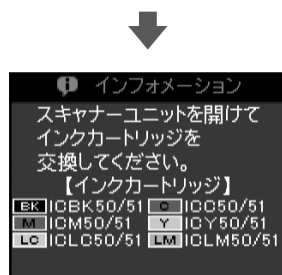 インフォメーション
スキャナーユニットを開けて
インクカートリッジを
交換してください。
【インクカートリッジ】
BK ICBK50/51 C ICC50/51
M ICM50/51 Y ICY50/51
LC ICLC50/51 LM ICLM50/51